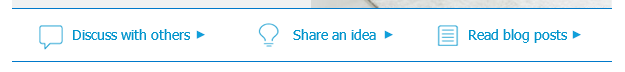 Discuss with others ► Share an idea ► Read blog posts ►